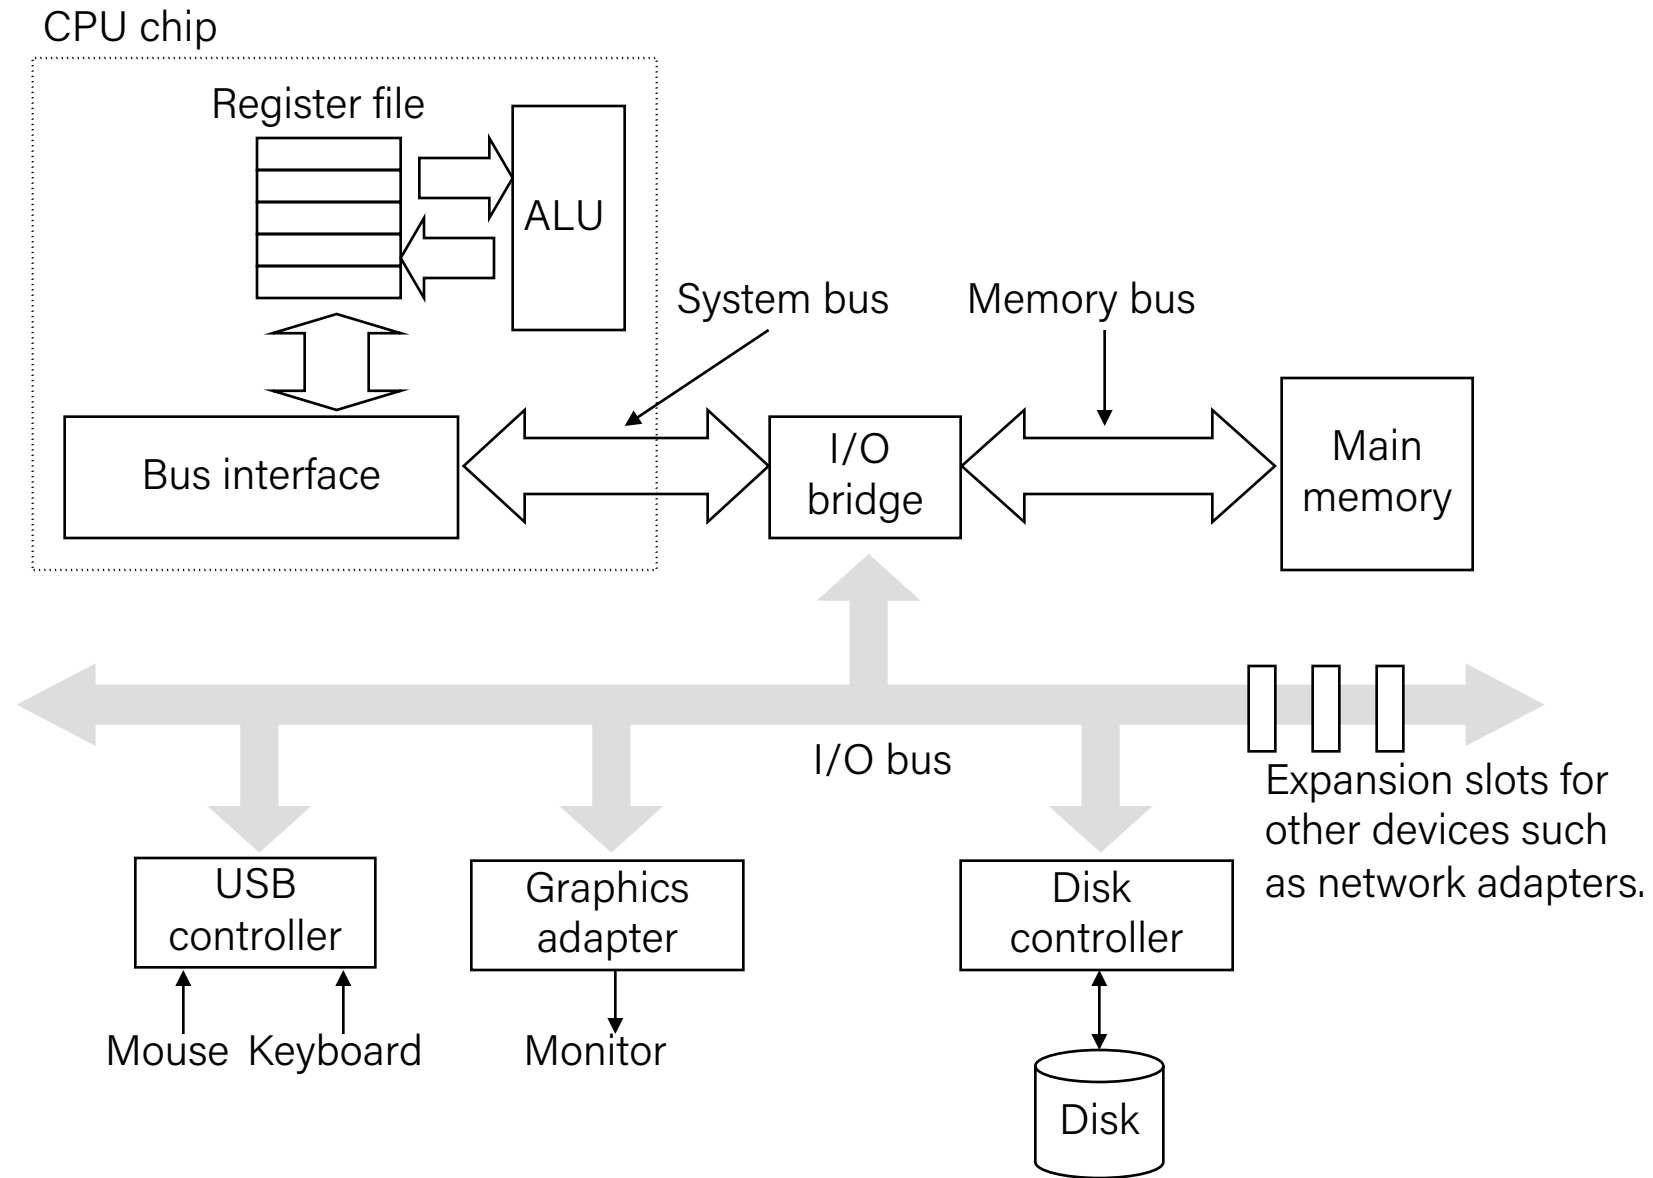 CPU chip
Register file
ALU
System bus
Memory bus
Bus interface
I/O
bridge
Main
memory
I/O bus
Expansion slots for
other devices such
as network adapters.
USB
controller
Graphics
adapter
Disk
controller
Mouse
Keyboard
Monitor
Disk